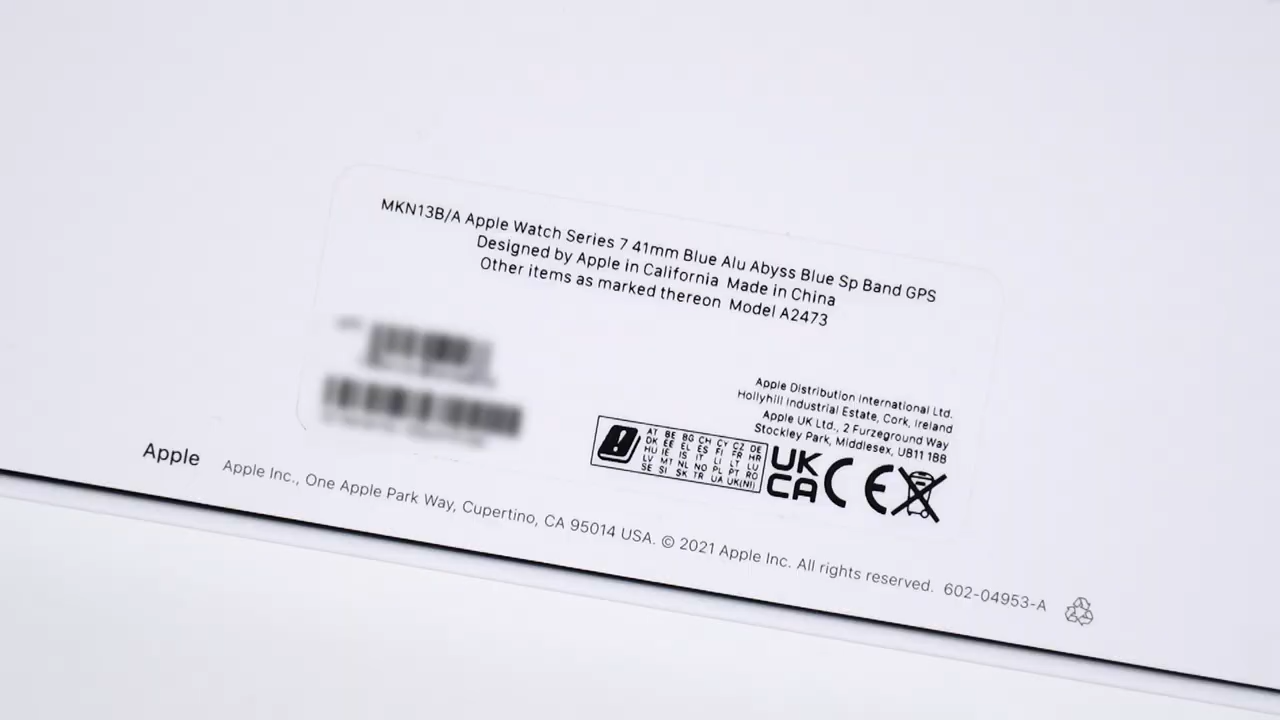 MKN13B/A Apple Watch Series 7 41mm Blue Alu Abyss Blue Sp Band GPS
Designed by Apple in California Made in China
Other items as marked thereon Model A2473
Apple Distribution International Ltd.
Hollyhill Industrial Estate, Cork, Ireland
Apple UK Ltd., 2 Furzeground Way
Stockley Park, Middlesex, UB11 1BB
AT BE BG CH CY CZ DE
DK EE EL ES FI FR HR
HU IE IS IT LI LT LU
LV MT NL NO PL PT RO
SE SI SK TR UA UK(NI)
UK
CA CE
Apple Apple Inc., One Apple Park Way, Cupertino, CA 95014 USA. © 2021 Apple Inc. All rights reserved. 602-04953-A